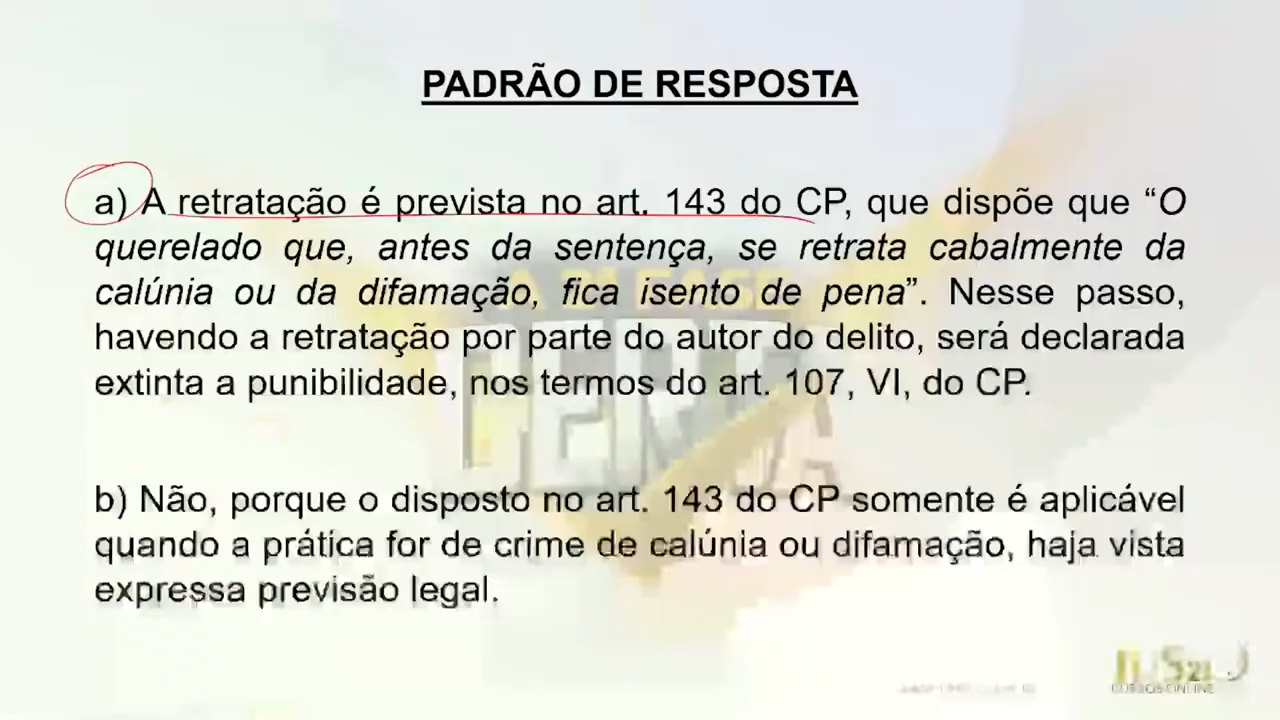 PADRÃO DE RESPOSTA
a) A retratação é prevista no art. 143 do CP, que dispõe que “O
querelado que, antes da sentença, se retrata cabalmente da
calúnia ou da difamação, fica isento de pena”. Nesse passo,
havendo a retratação por parte do autor do delito, será declarada
extinta a punibilidade, nos termos do art. 107, VI, do CP.
b) Não, porque o disposto no art. 143 do CP somente é aplicável
quando a prática for de crime de calúnia ou difamação, haja vista
expressa previsão legal.
CURSOS ONLINE